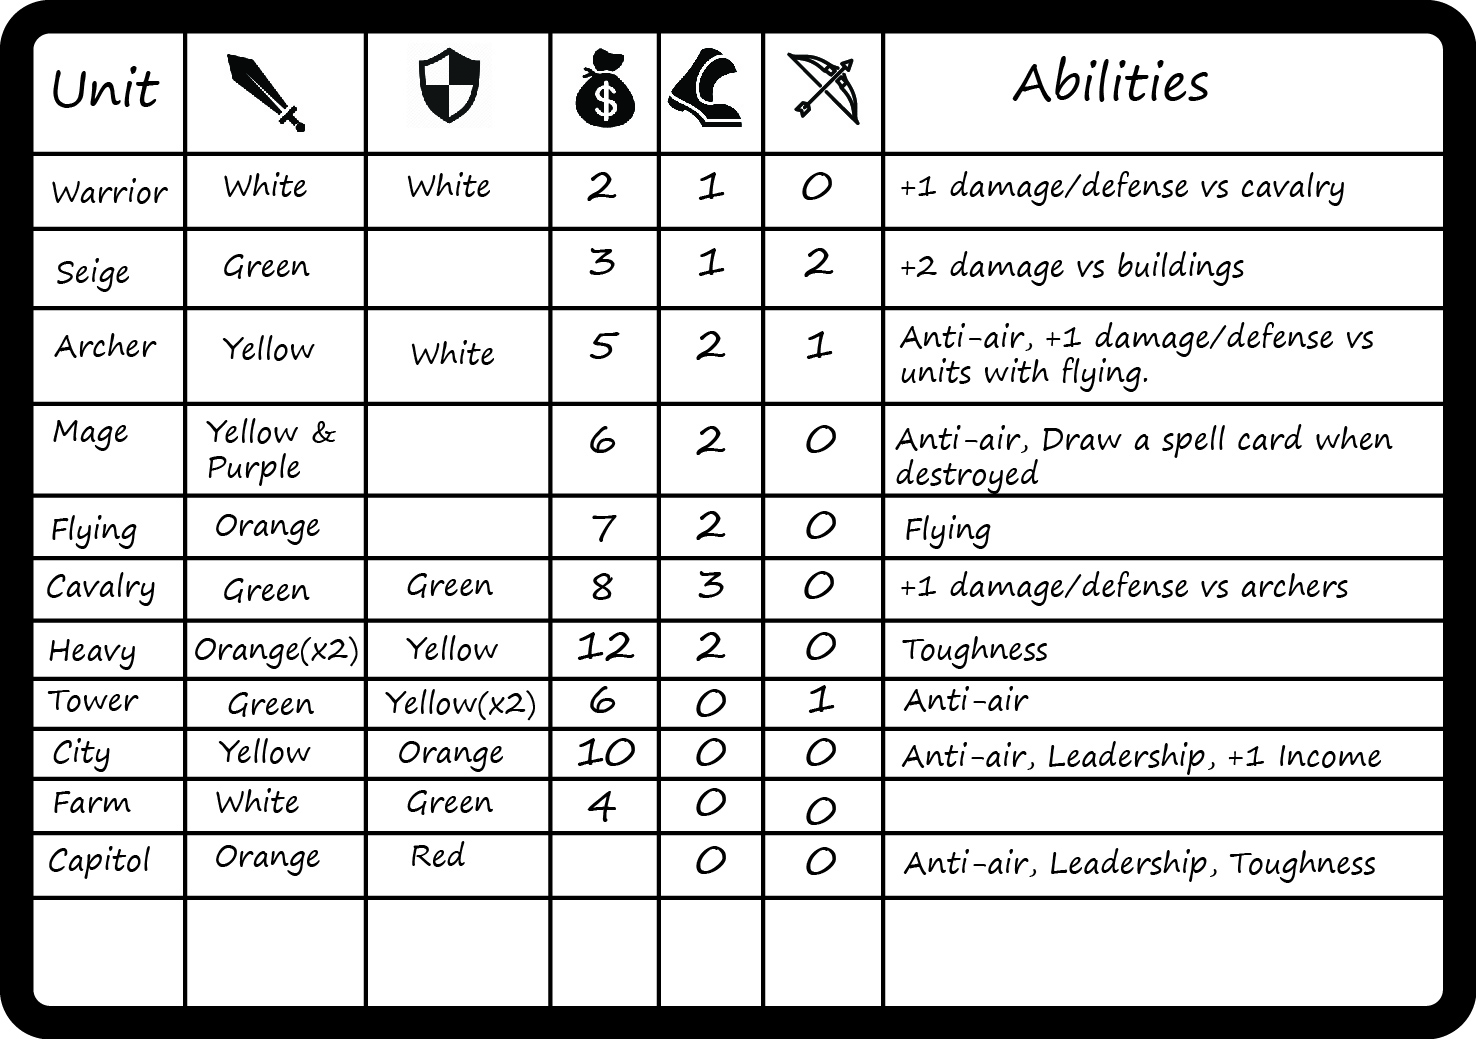 Unit $ Abilities
Warrior White White 2 1 0 +1 damage/defense vs cavalry
Seige Green 3 1 2 +2 damage vs buildings
Archer Yellow White 5 2 1 Anti-air, +1 damage/defense vs
units with flying.
Mage Yellow & 6 2 0 Anti-air, Draw a spell card when
Purple destroyed
Flying Orange 7 2 0 Flying
Cavalry Green Green 8 3 0 +1 damage/defense vs archers
Heavy Orange(x2) Yellow 12 2 0 Toughness
Tower Green Yellow(x2) 6 0 1 Anti-air
City Yellow Orange 10 0 0 Anti-air, Leadership, +1 Income
Farm White Green 4 0 0
Capitol Orange Red 0 0 Anti-air, Leadership, Toughness